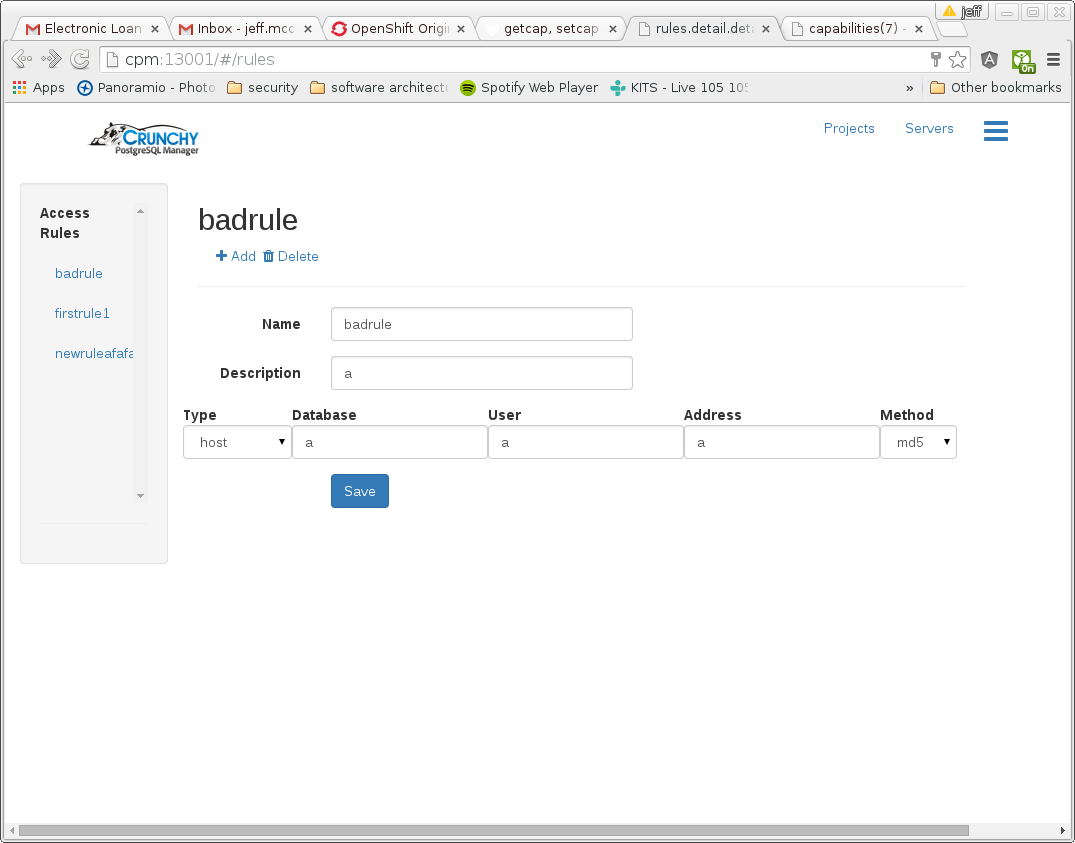 jeff
Electronic Loan
Inbox - jeff.mcc
OpenShift Origi
getcap, setcap
rules.detail.deta
capabilities(7) -
cpm:13001/#/rules
On
Apps
Panoramio - Photo
security
software architectu
Spotify Web Player
KITS - Live 105 105
»
Other bookmarks
CRUNCHY
PostgreSQL Manager
Projects
Servers
Access
Rules
badrule
firstrule1
newruleafafa
badrule
Add
Delete
Name
badrule
Description
a
Type Database User Address Method
host a a a md5
Save